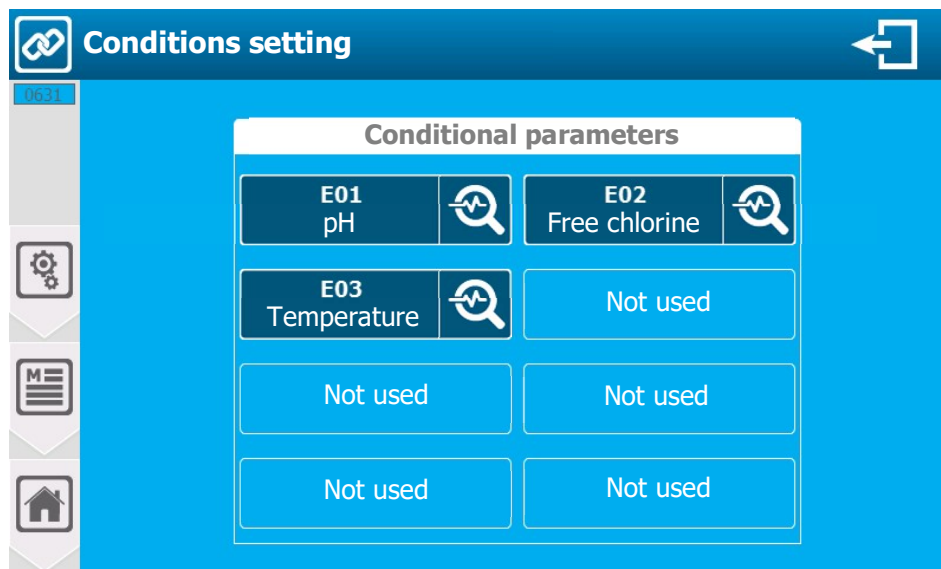 Conditions setting
0631
Conditional parameters
E01
pH
E02
Free chlorine
E03
Temperature
Not used
M
Not used
Not used
Not used
Not used